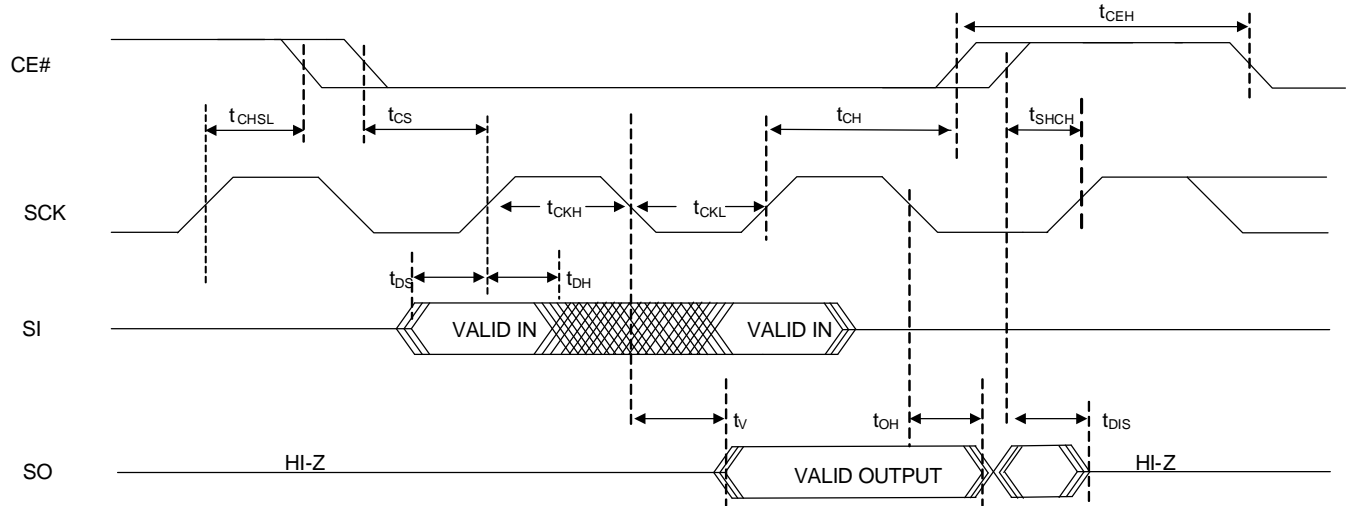 tCEH
CE#
tCHSL
tCS
tCH
tSHCH
SCK
tCKH
tCKL
tDS
tDH
SI
VALID IN
VALID IN
tV
tOH
tDIS
SO
HI-Z
VALID OUTPUT
HI-Z